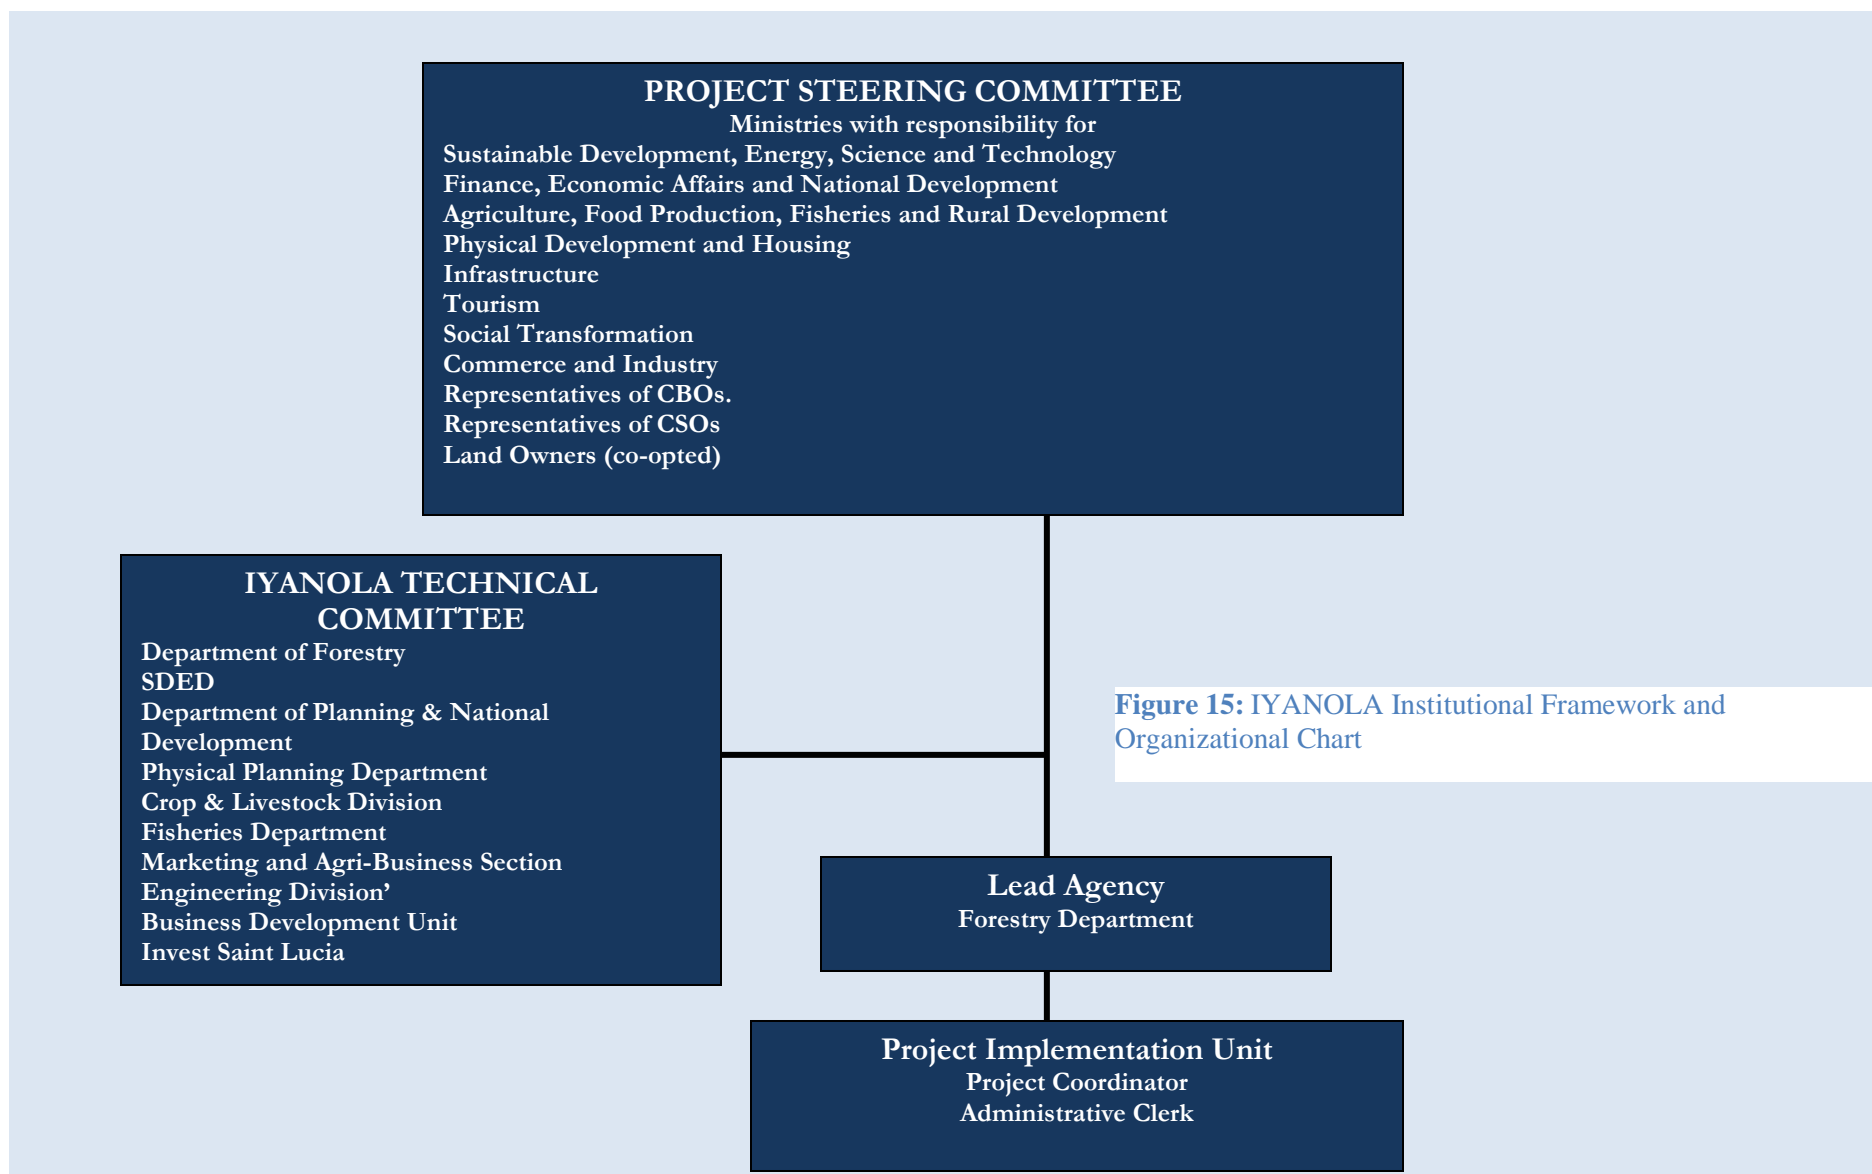 PROJECT STEERING COMMITTEE
Ministries with responsibility for
Sustainable Development, Energy, Science and Technology
Finance, Economic Affairs and National Development
Agriculture, Food Production, Fisheries and Rural Development
Physical Development and Housing
Infrastructure
Tourism
Social Transformation
Commerce and Industry
Representatives of CBOs.
Representatives of CSOs
Land Owners (co-opted)
IYANOLA TECHNICAL
COMMITTEE
Department of Forestry
SDED
Department of Planning & National
Development
Physical Planning Department
Crop & Livestock Division
Fisheries Department
Marketing and Agri-Business Section
Engineering Division’
Business Development Unit
Invest Saint Lucia
Figure 15: IYANOLA Institutional Framework and
Organizational Chart
Lead Agency
Forestry Department
Project Implementation Unit
Project Coordinator
Administrative Clerk